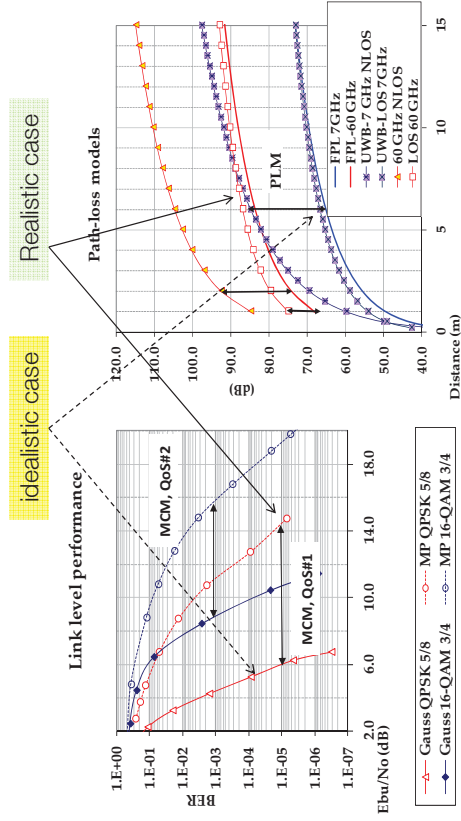 idealistic case
Realistic case
Link level performance
1.E+00
1.E-01
1.E-02
1.E-03
1.E-04
1.E-05
1.E-06
1.E-07
BER
MCM, QoS#2
MCM, QoS#1
2.0
6.0
10.0
14.0
18.0
Ebu/No (dB)
Gauss QPSK 5/8
MP QPSK 5/8
Gauss 16-QAM 3/4
MP 16-QAM 3/4
Path-loss models
120.0
110.0
100.0
90.0
80.0
70.0
60.0
50.0
40.0
(dB)
PLM
0
5
10
15
Distance (m)
FPL 7GHz
FPL-60 GHz
UWB-7 GHz NLOS
UWB-LOS 7GHz
60 GHz NLOS
LOS 60 GHz